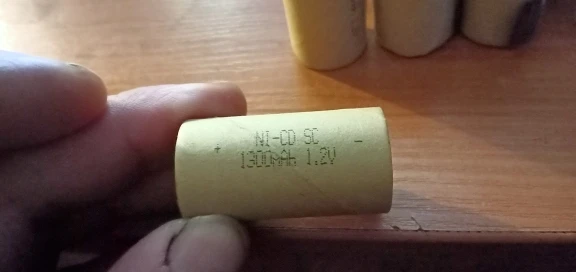 NI-CD SC
+ 1300mAh 1.2V -